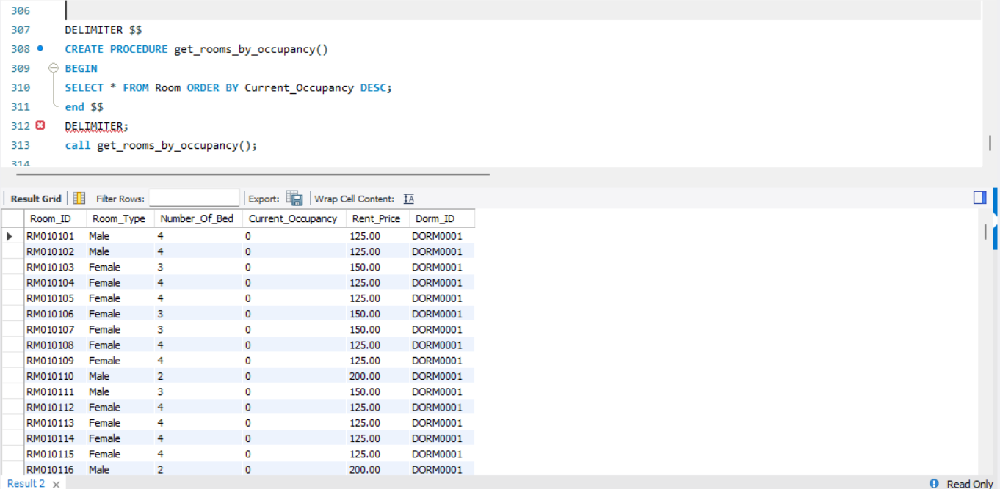 306
307 DELIMITER $$
308 CREATE PROCEDURE get_rooms_by_occupancy()
309 BEGIN
310 SELECT * FROM Room ORDER BY Current_Occupancy DESC;
311 end $$
312 DELIMITER;
313 call get_rooms_by_occupancy();
314
Result Grid Filter Rows: Export: Wrap Cell Content: IA
Room_ID Room_Type Number_Of_Bed Current_Occupancy Rent_Price Dorm_ID
RM010101 Male 4 0 125.00 DORM0001
RM010102 Male 4 0 125.00 DORM0001
RM010103 Female 3 0 150.00 DORM0001
RM010104 Female 4 0 125.00 DORM0001
RM010105 Female 4 0 125.00 DORM0001
RM010106 Female 3 0 150.00 DORM0001
RM010107 Female 3 0 150.00 DORM0001
RM010108 Female 4 0 125.00 DORM0001
RM010109 Female 4 0 125.00 DORM0001
RM010110 Male 2 0 200.00 DORM0001
RM010111 Male 3 0 150.00 DORM0001
RM010112 Female 4 0 125.00 DORM0001
RM010113 Female 4 0 125.00 DORM0001
RM010114 Female 4 0 125.00 DORM0001
RM010115 Female 4 0 125.00 DORM0001
RM010116 Male 2 0 200.00 DORM0001
Result 2 Read Only